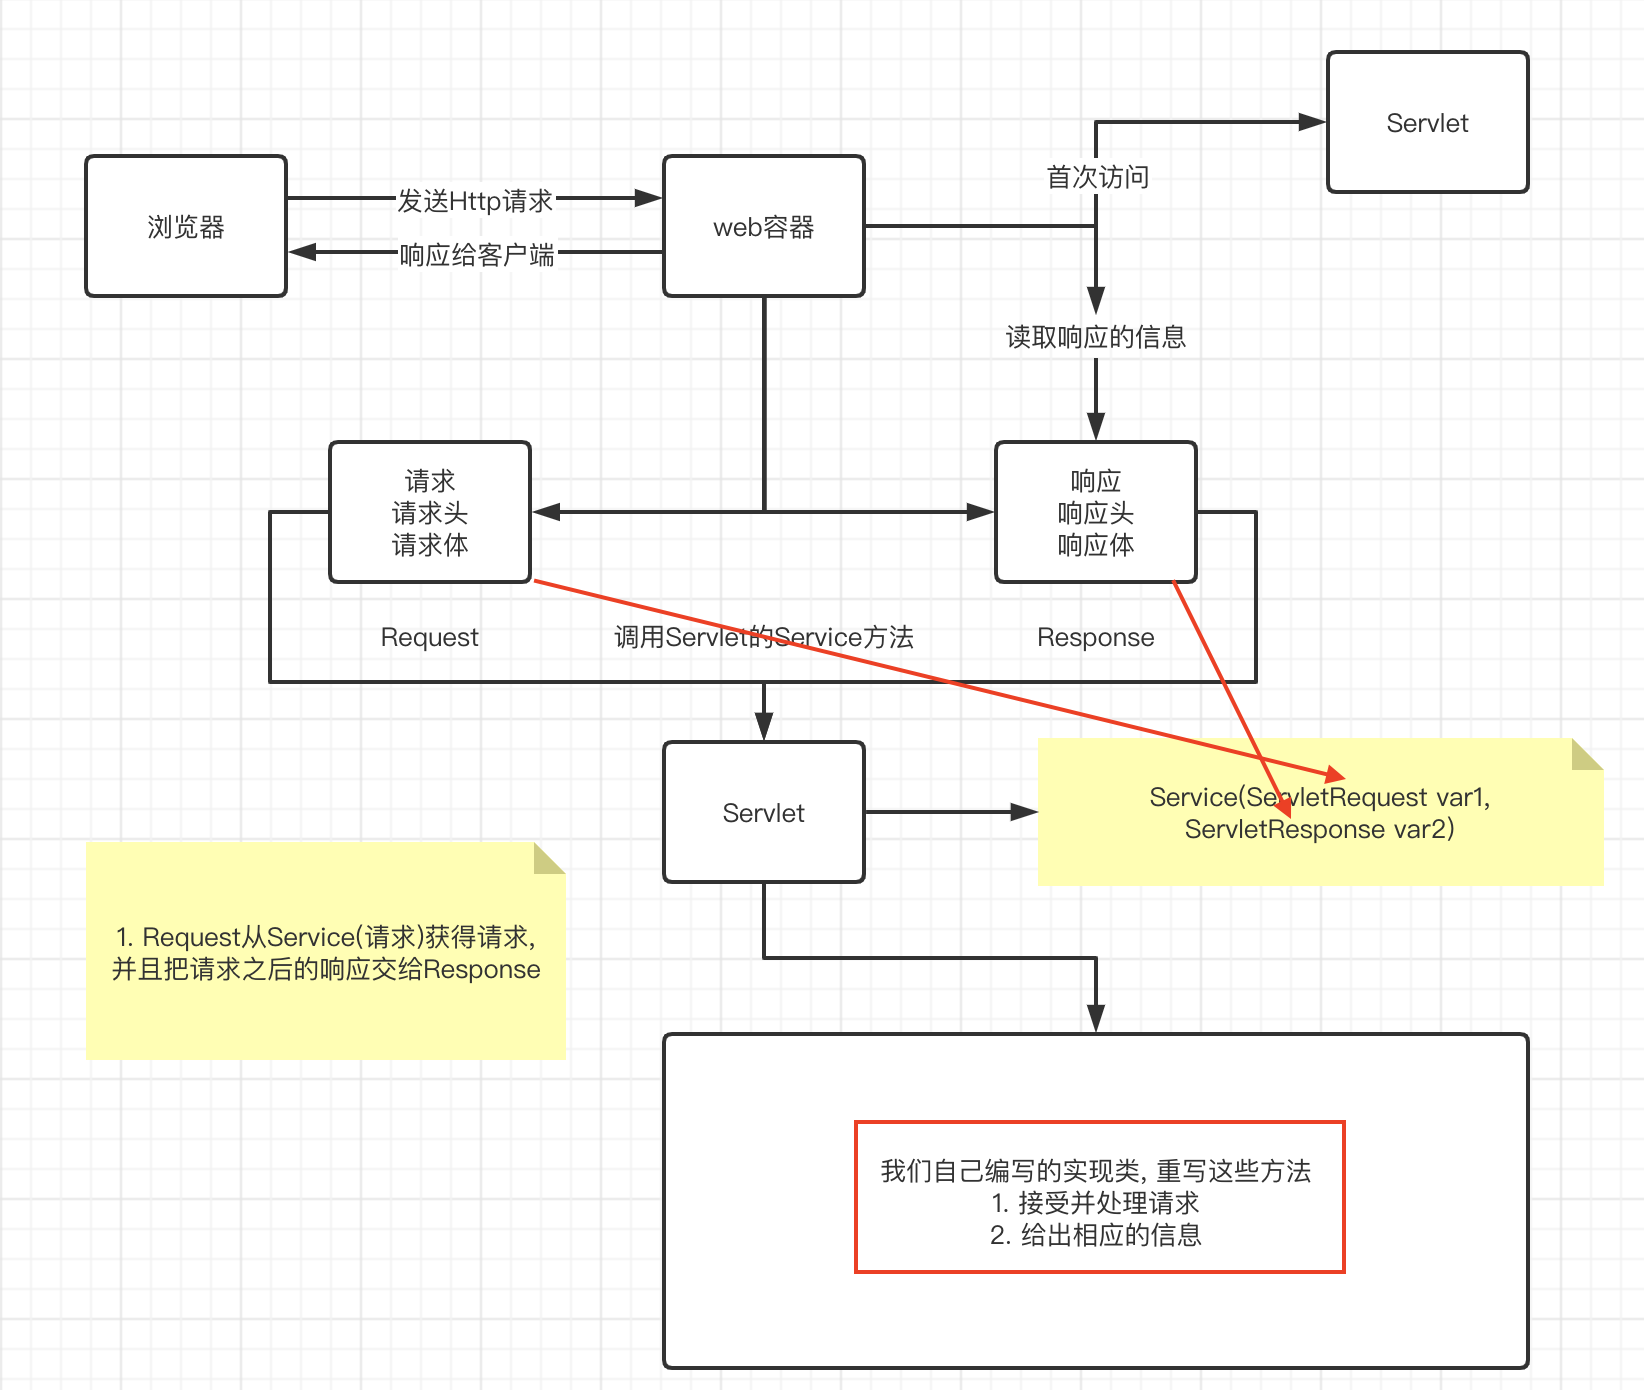 Servlet
首次访问
浏览器
发送Http请求
响应给客户端
web容器
读取响应的信息
请求
请求头
请求体
响应
响应头
响应体
Request
调用Servlet的Service方法
Response
Servlet
Service(ServletRequest var1,
ServletResponse var2)
1. Request从Service(请求)获得请求,
并且把请求之后的响应交给Response
我们自己编写的实现类, 重写这些方法
1. 接受并处理请求
2. 给出相应的信息